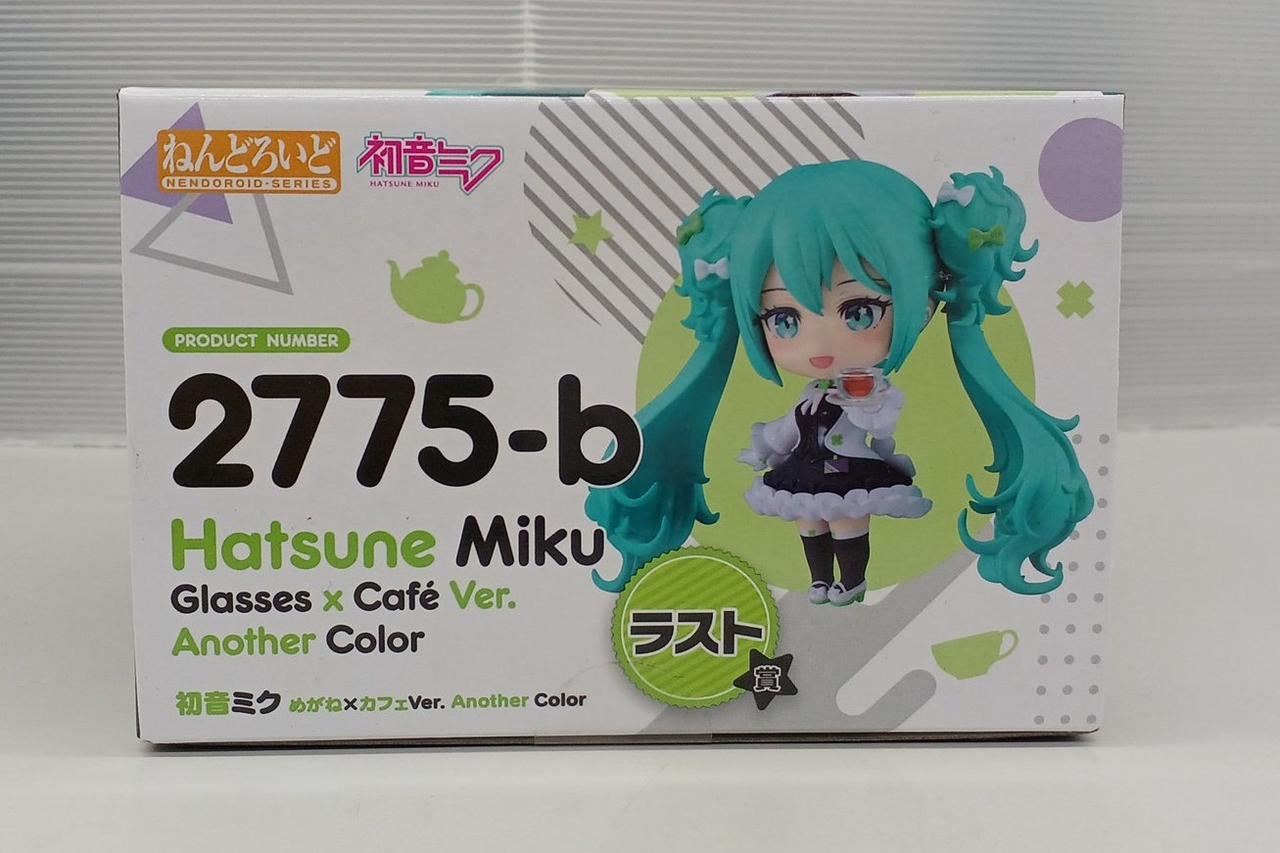 ねんどろいど
NENDOROID-SERIES
初音ミク
HATSUNE MIKU
PRODUCT NUMBER
2775-b
Hatsune Miku
Glasses x Café Ver.
Another Color
ラスト
賞
初音ミク めがね×カフェVer. Another Color